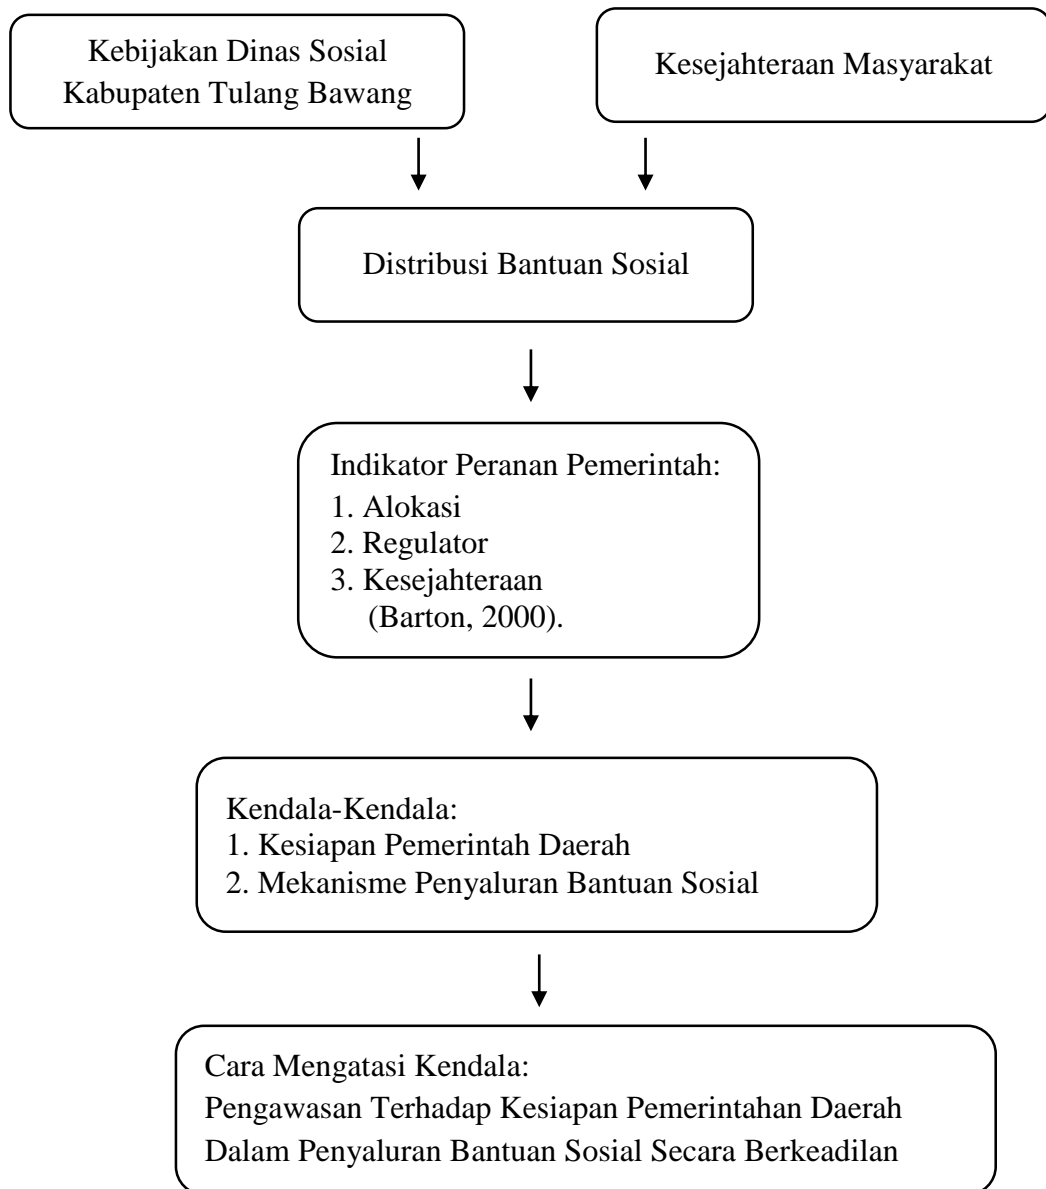 Kebijakan Dinas Sosial
Kabupaten Tulang Bawang
Kesejahteraan Masyarakat
Distribusi Bantuan Sosial
Indikator Peranan Pemerintah:
1. Alokasi
2. Regulator
3. Kesejahteraan
(Barton, 2000).
Kendala-Kendala:
1. Kesiapan Pemerintah Daerah
2. Mekanisme Penyaluran Bantuan Sosial
Cara Mengatasi Kendala:
Pengawasan Terhadap Kesiapan Pemerintahan Daerah
Dalam Penyaluran Bantuan Sosial Secara Berkeadilan